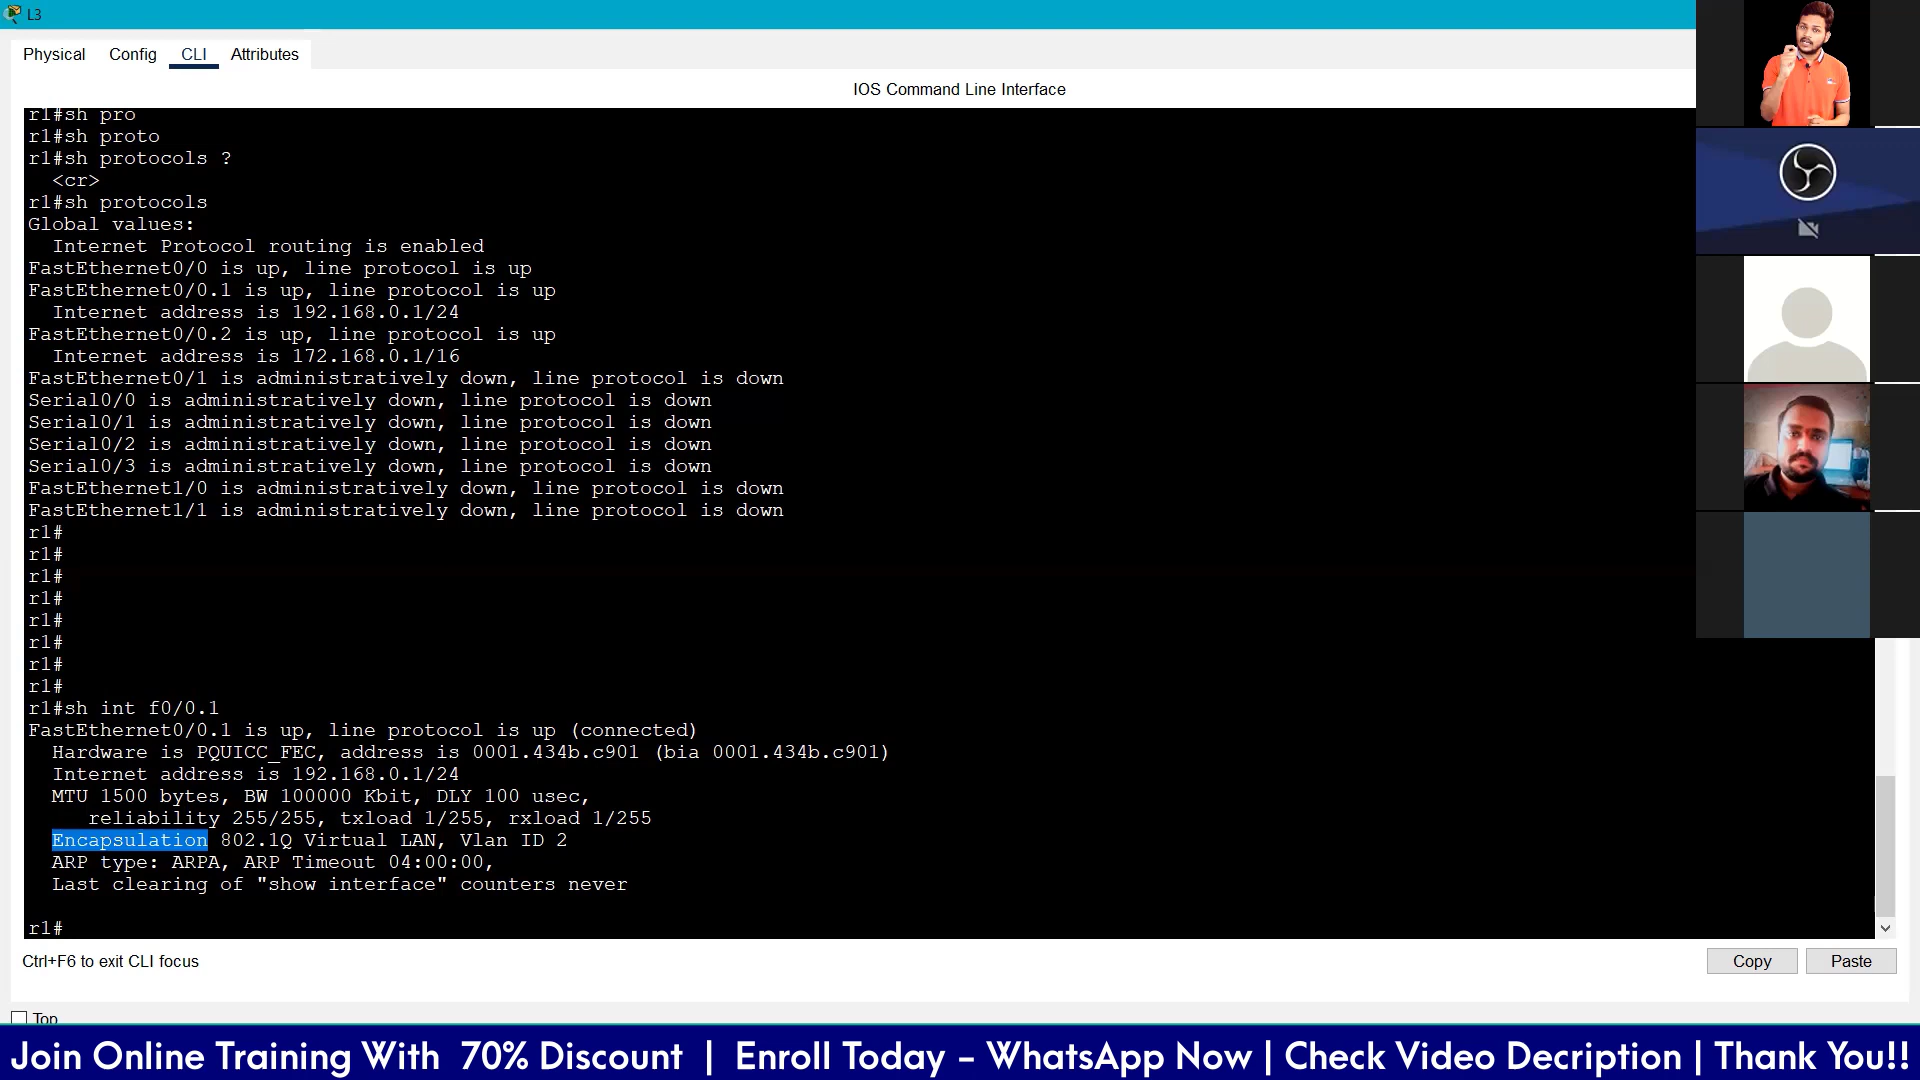 L3
Physical Config CLI Attributes
IOS Command Line Interface
r1#sh pro
r1#sh proto
r1#sh protocols ?
<cr>
r1#sh protocols
Global values:
Internet Protocol routing is enabled
FastEthernet0/0 is up, line protocol is up
FastEthernet0/0.1 is up, line protocol is up
Internet address is 192.168.0.1/24
FastEthernet0/0.2 is up, line protocol is up
Internet address is 172.168.0.1/16
FastEthernet0/1 is administratively down, line protocol is down
Serial0/0 is administratively down, line protocol is down
Serial0/1 is administratively down, line protocol is down
Serial0/2 is administratively down, line protocol is down
Serial0/3 is administratively down, line protocol is down
FastEthernet1/0 is administratively down, line protocol is down
FastEthernet1/1 is administratively down, line protocol is down
r1#
r1#
r1#
r1#
r1#
r1#
r1#
r1#
r1#sh int f0/0.1
FastEthernet0/0.1 is up, line protocol is up (connected)
Hardware is PQUICC_FEC, address is 0001.434b.c901 (bia 0001.434b.c901)
Internet address is 192.168.0.1/24
MTU 1500 bytes, BW 100000 Kbit, DLY 100 usec,
reliability 255/255, txload 1/255, rxload 1/255
Encapsulation 802.1Q Virtual LAN, Vlan ID 2
ARP type: ARPA, ARP Timeout 04:00:00,
Last clearing of "show interface" counters never
r1#
Ctrl+F6 to exit CLI focus
Copy Paste
Top
Join Online Training With 70% Discount | Enroll Today - WhatsApp Now | Check Video Decription | Thank You!!